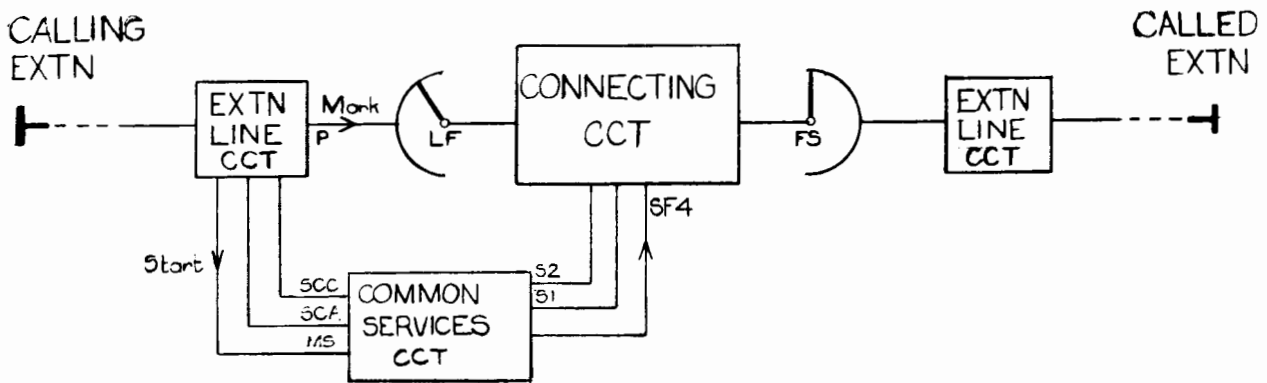 CALLING
EXTN
CALLED
EXTN
EXTN
LINE
CCT
Mark
P
LF
CONNECTING
CCT
FS
EXTN
LINE
CCT
SF4
Start
SCC
SCA
MS
COMMON
SERVICES
CCT
S2
S1